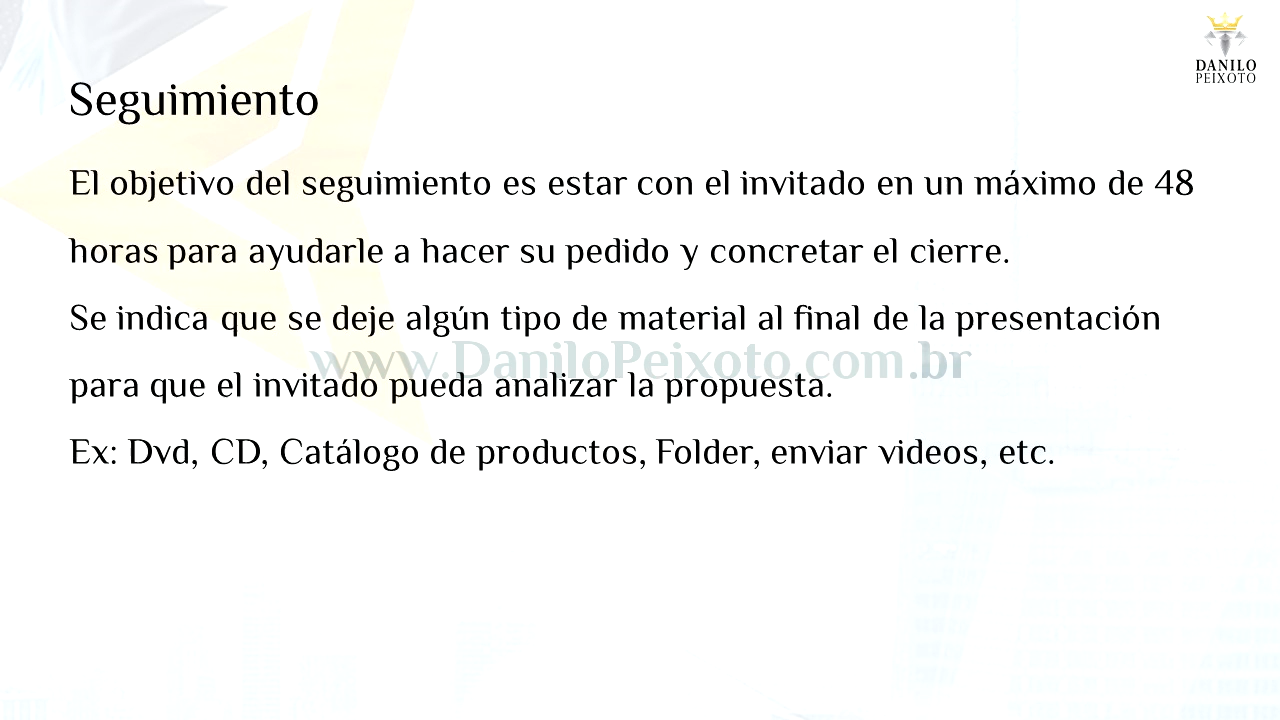 DANILO
PEIXOTO
Seguimiento
El objetivo del seguimiento es estar con el invitado en un máximo de 48
horas para ayudarle a hacer su pedido y concretar el cierre.
Se indica que se deje algún tipo de material al final de la presentación
www.DaniloPeixoto.com.br
para que el invitado pueda analizar la propuesta.
Ex: Dvd, CD, Catálogo de productos, Folder, enviar videos, etc.